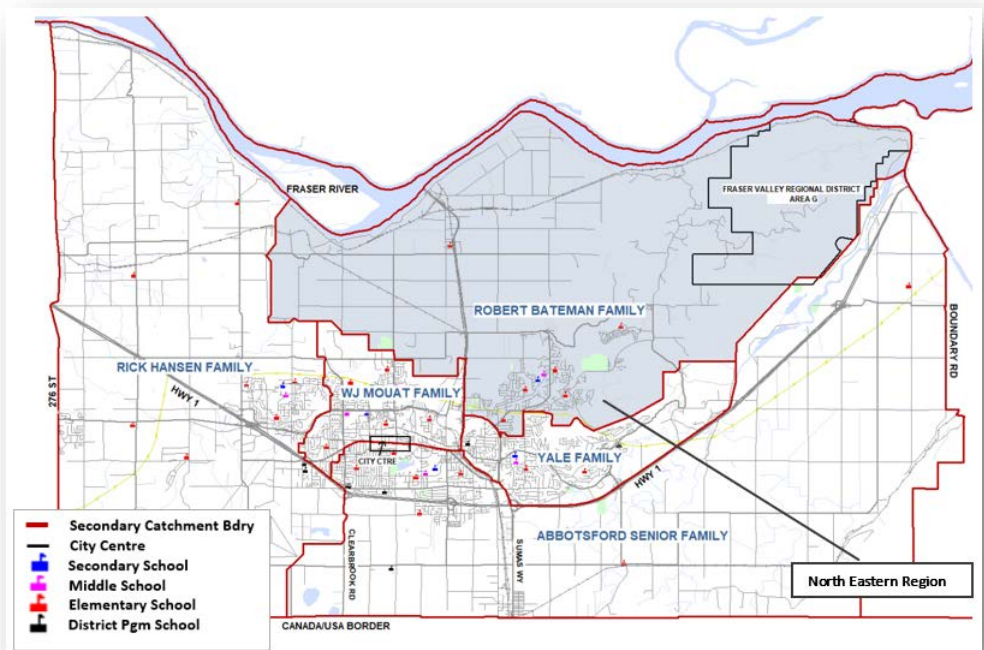 FRASER RIVER
FRASER VALLEY REGIONAL DISTRICT
AREA G
ROBERT BATEMAN FAMILY
BOUNDARY RD
276 ST
RICK HANSEN FAMILY
HWY 1
WJ MOUAT FAMILY
CITY CTRE
YALE FAMILY
HWY 1
ABBOTSFORD SENIOR FAMILY
CLEARBROOK RD
SUMAS WY
North Eastern Region
Secondary Catchment Bdry
City Centre
Secondary School
Middle School
Elementary School
District Pgm School
CANADA/USA BORDER